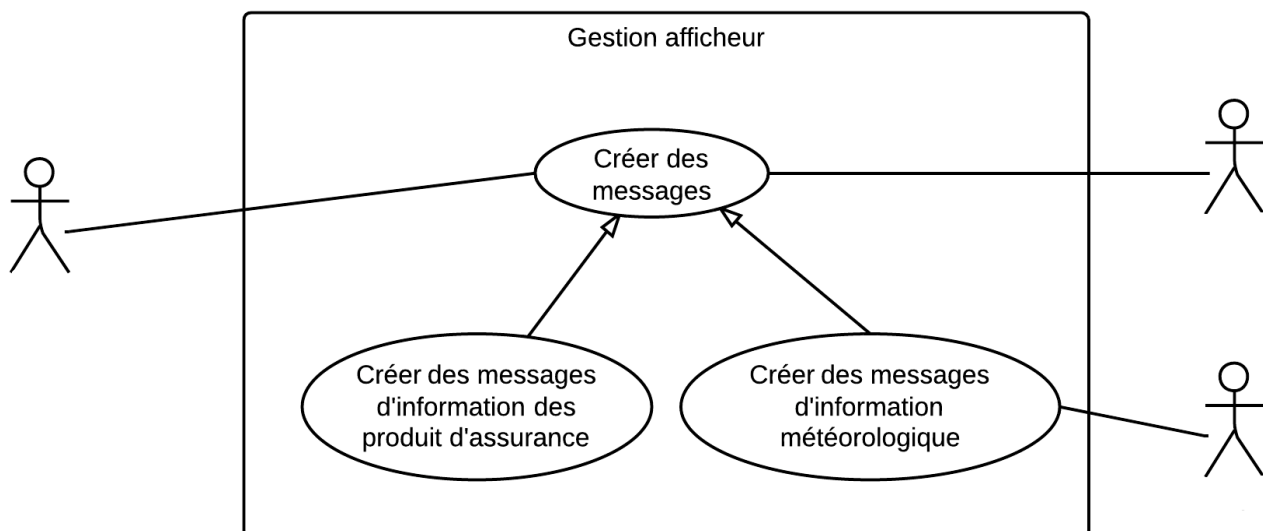 Gestion afficheur
Créer des
messages
Créer des messages
d'information des
produit d'assurance
Créer des messages
d'information
météorologique